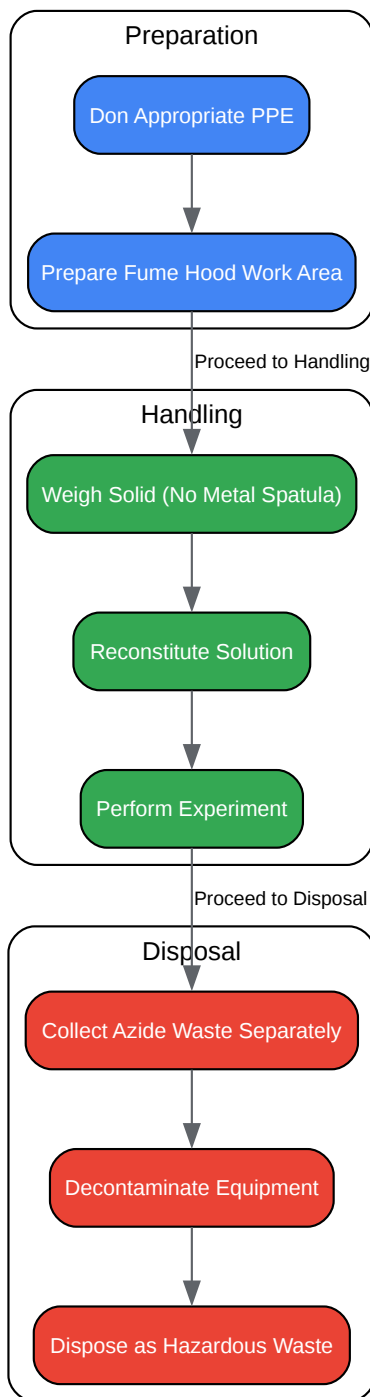 Preparation
Don Appropriate PPE
Prepare Fume Hood Work Area
Proceed to Handling
Handling
Weigh Solid (No Metal Spatula)
Reconstitute Solution
Perform Experiment
Proceed to Disposal
Disposal
Collect Azide Waste Separately
Decontaminate Equipment
Dispose as Hazardous Waste